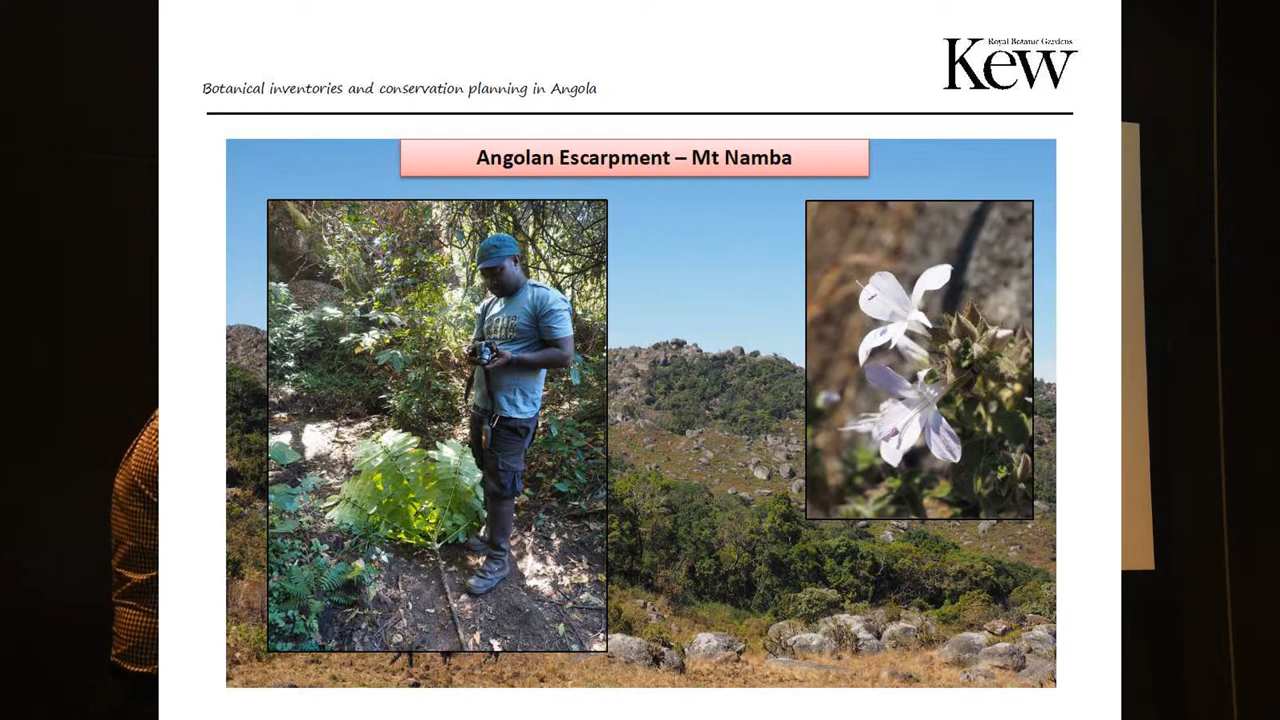 Royal Botanic Gardens
Kew
Botanical inventories and conservation planning in Angola
Angolan Escarpment – Mt Namba